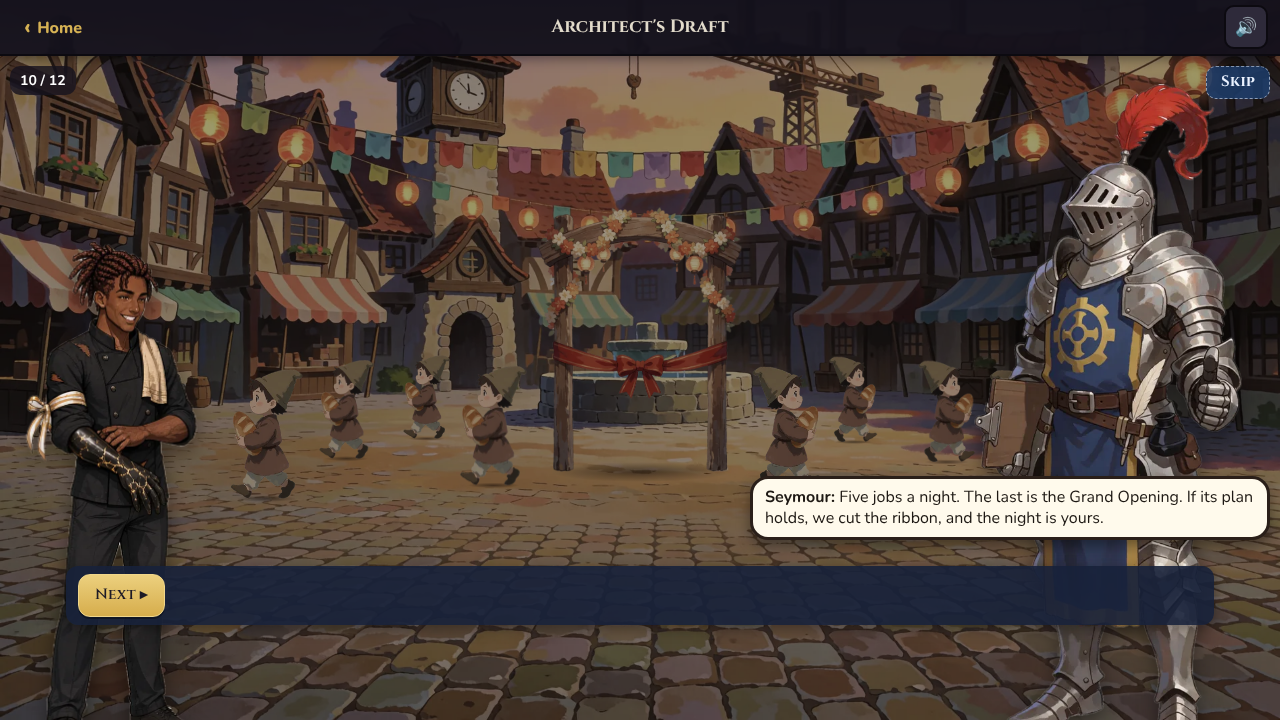 ‹ Home
Architect's Draft
10 / 12
Skip
Seymour: Five jobs a night. The last is the Grand Opening. If its plan
holds, we cut the ribbon, and the night is yours.
Next ▸